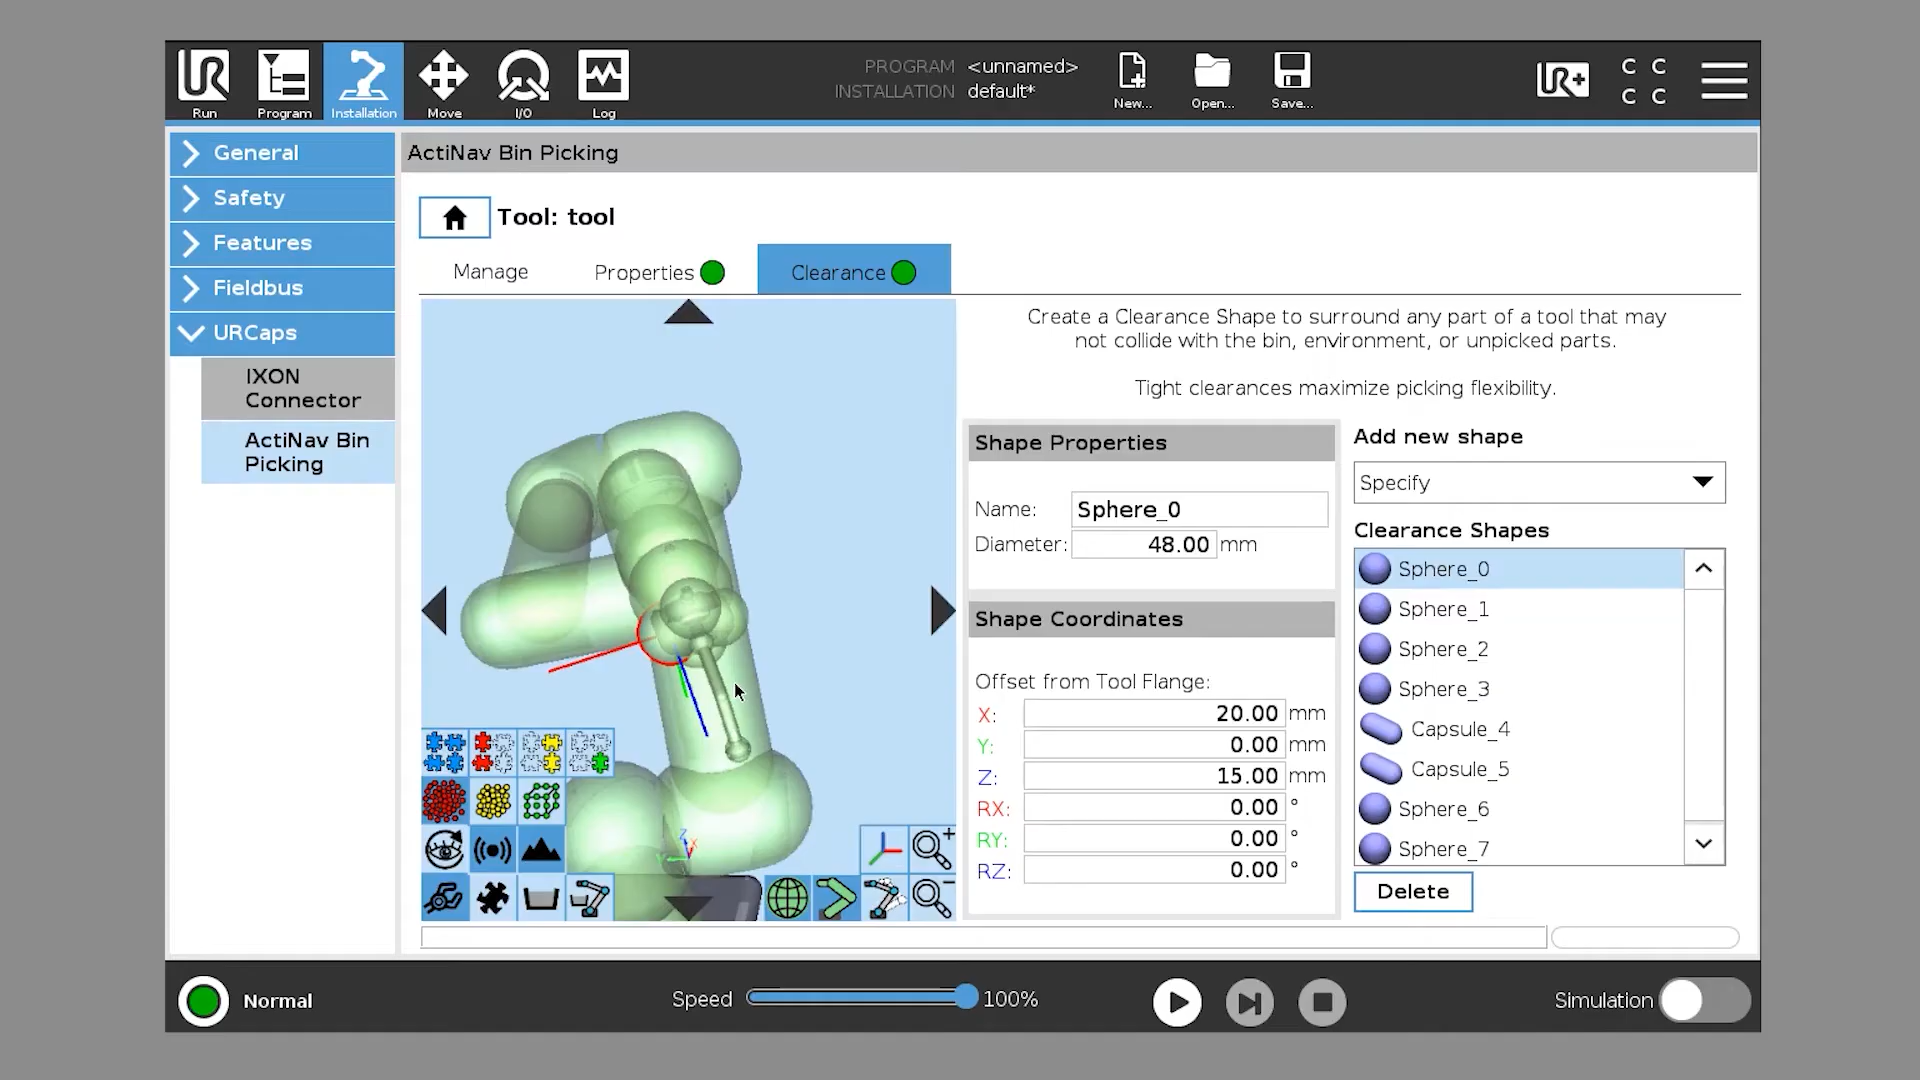 PROGRAM <unnamed>
INSTALLATION default*
UR+
C C
C C
Run
Program
Installation
Move
I/O
Log
New...
Open...
Save...
General
Safety
Features
Fieldbus
URCaps
IXON
Connector
ActiNav Bin
Picking
ActiNav Bin Picking
Tool: tool
Manage
Properties
Clearance
Create a Clearance Shape to surround any part of a tool that may
not collide with the bin, environment, or unpicked parts.
Tight clearances maximize picking flexibility.
Shape Properties
Name: Sphere_0
Diameter: 48.00 mm
Shape Coordinates
Offset from Tool Flange:
X: 20.00 mm
Y: 0.00 mm
Z: 15.00 mm
RX: 0.00 °
RY: 0.00 °
RZ: 0.00 °
Add new shape
Specify
Clearance Shapes
Sphere_0
Sphere_1
Sphere_2
Sphere_3
Capsule_4
Capsule_5
Sphere_6
Sphere_7
Delete
Z
X
Y
Normal
Speed 100%
Simulation